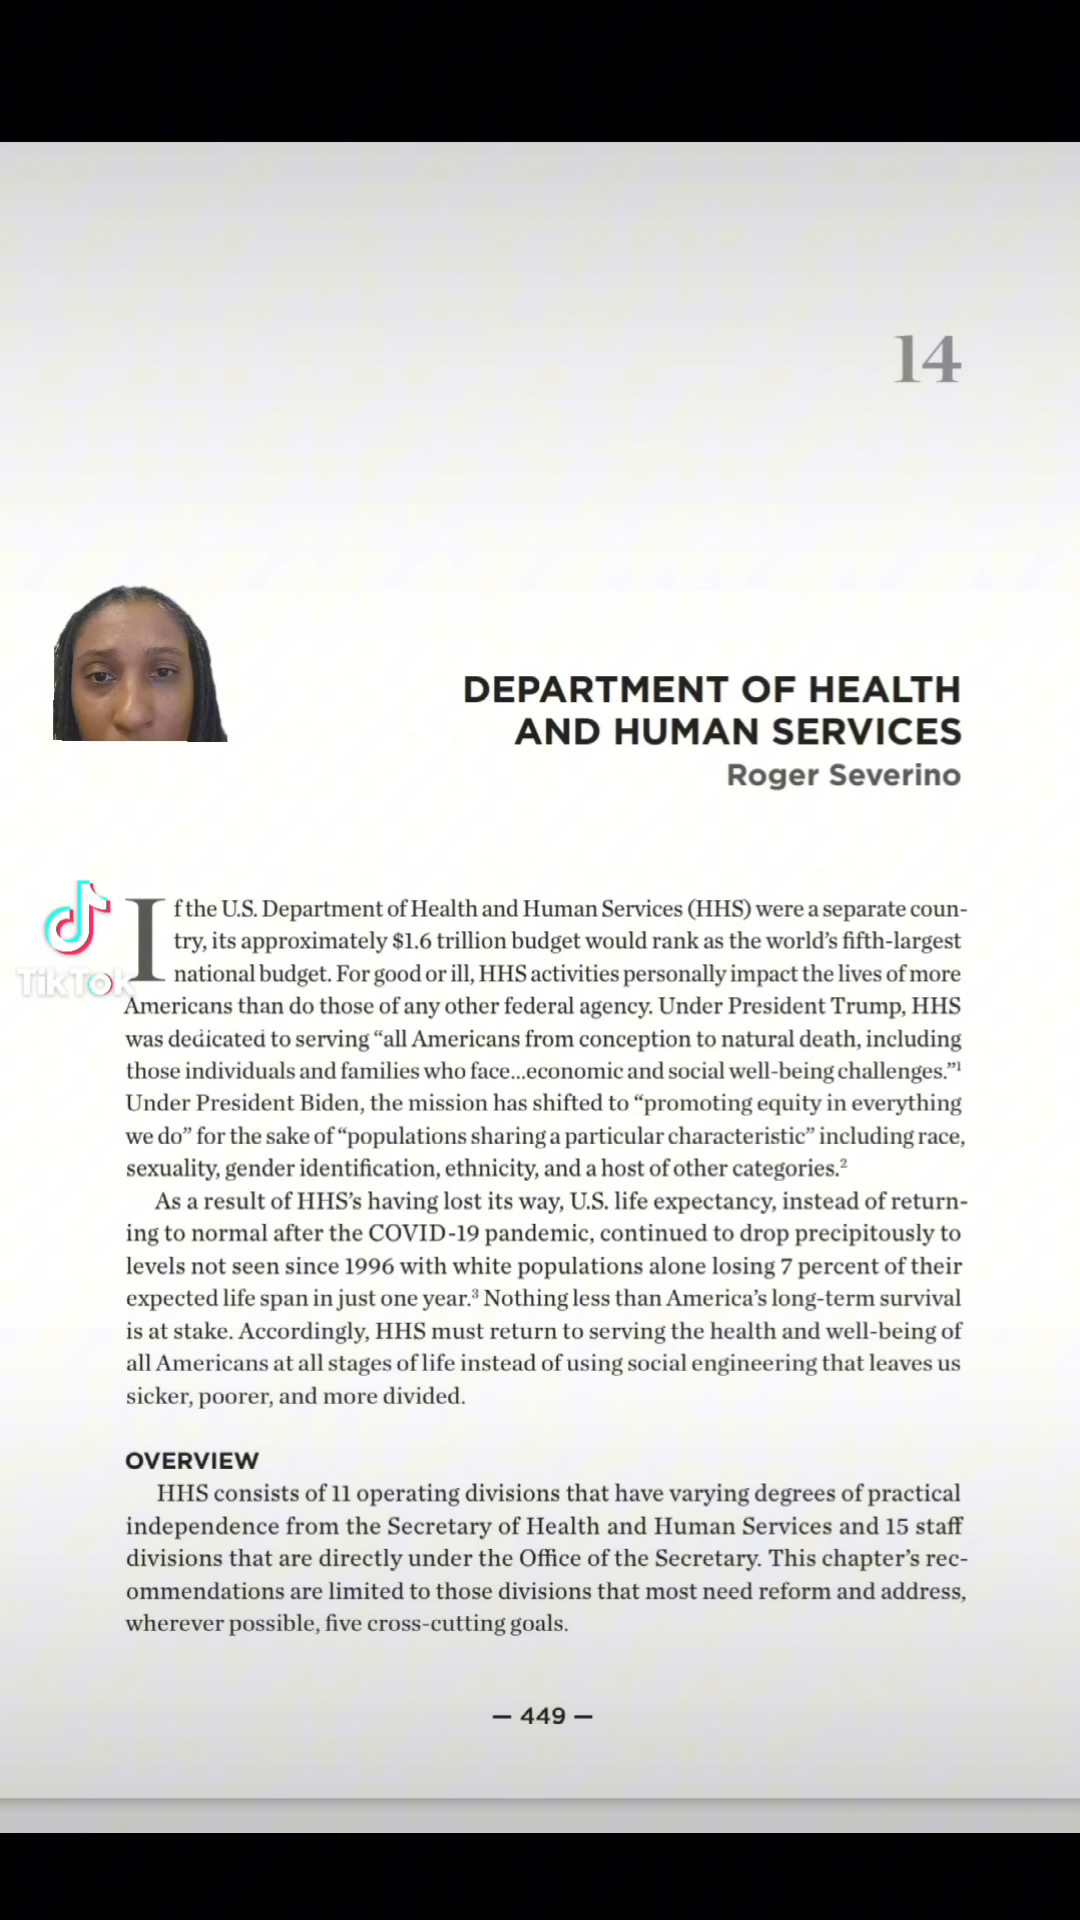 14
DEPARTMENT OF HEALTH
AND HUMAN SERVICES
Roger Severino
If the U.S. Department of Health and Human Services (HHS) were a separate coun-
try, its approximately $1.6 trillion budget would rank as the world's fifth-largest
national budget. For good or ill, HHS activities personally impact the lives of more
Americans than do those of any other federal agency. Under President Trump, HHS
was dedicated to serving “all Americans from conception to natural death, including
those individuals and families who face...economic and social well-being challenges.”1
Under President Biden, the mission has shifted to “promoting equity in everything
we do” for the sake of “populations sharing a particular characteristic” including race,
sexuality, gender identification, ethnicity, and a host of other categories.2
As a result of HHS's having lost its way, U.S. life expectancy, instead of return-
ing to normal after the COVID-19 pandemic, continued to drop precipitously to
levels not seen since 1996 with white populations alone losing 7 percent of their
expected life span in just one year.3 Nothing less than America's long-term survival
is at stake. Accordingly, HHS must return to serving the health and well-being of
all Americans at all stages of life instead of using social engineering that leaves us
sicker, poorer, and more divided.
OVERVIEW
HHS consists of 11 operating divisions that have varying degrees of practical
independence from the Secretary of Health and Human Services and 15 staff
divisions that are directly under the Office of the Secretary. This chapter's rec-
ommendations are limited to those divisions that most need reform and address,
wherever possible, five cross-cutting goals.
— 449 —
TikTok